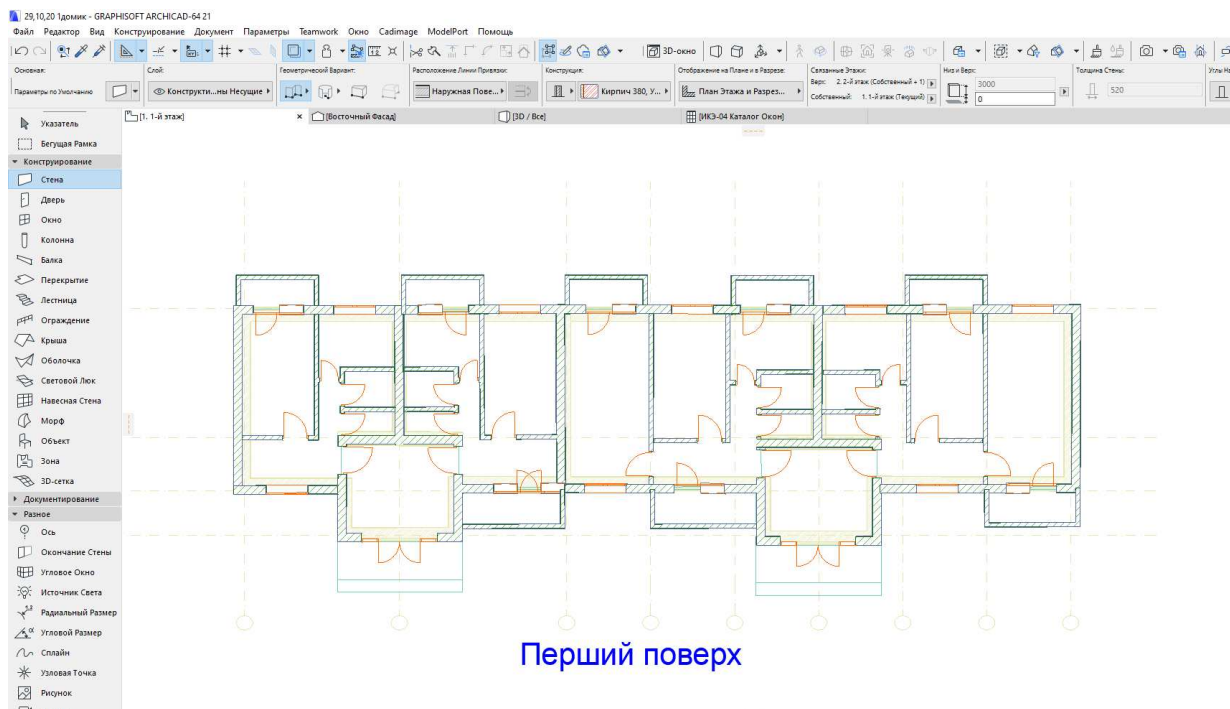 29,10,20 1домик - GRAPHISOFT ARCHICAD-64 21
Файл Редактор Вид Конструирование Документ Параметры Teamwork Окно Cadimage ModelPort Помощь
3D-окно
Основная: Слой: Геометрический Вариант: Расположение Линии Привязки: Конструкция: Отображение на Плане и в Разрезе: Связанные Этажи: Низ и Верх: Толщина Стены:
Верх: 2. 2-й этаж (Собственный + 1)
Параметры по Умолчанию Конструкти...ны Несущие Наружная Пове... Кирпич 380, У... План Этажа и Разрез... 3000 520
Собственный: 1. 1-й этаж (Текущий) 0
[1. 1-й этаж] [Восточный Фасад] [3D / Все] [ИКЭ-04 Каталог Окон]
Указатель
Бегущая Рамка
Конструирование
Стена
Дверь
Окно
Колонна
Балка
Перекрытие
Лестница
Ограждение
Крыша
Оболочка
Световой Люк
Навесная Стена
Морф
Объект
Зона
3D-сетка
Документирование
Разное
Ось
Окончание Стены
Угловое Окно
Источник Света
Радиальный Размер
Угловой Размер
Сплайн
Узловая Точка
Рисунок
Перший поверх